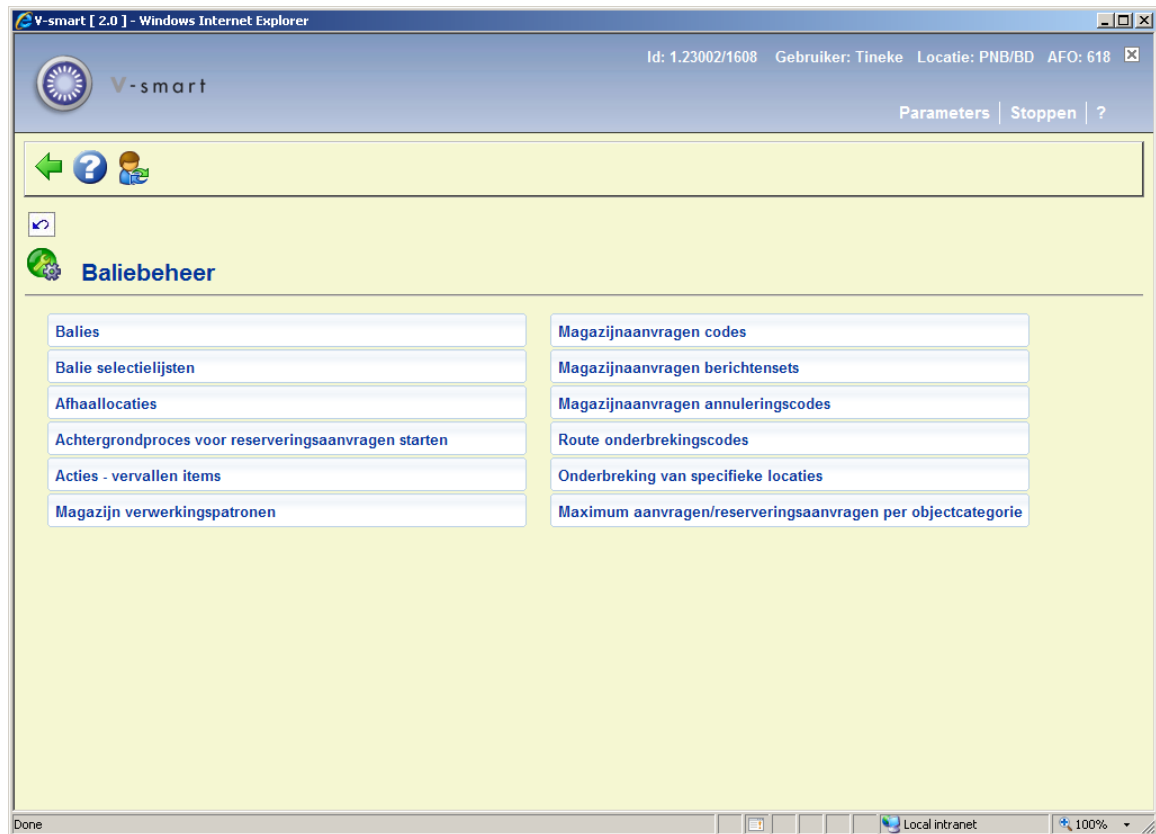 V-smart [ 2.0 ] - Windows Internet Explorer
Id: 1.23002/1608 Gebruiker: Tineke Locatie: PNB/BD AFO: 618
V-smart
Parameters | Stoppen | ?
Baliebeheer
Balies
Balie selectielijsten
Afhaallocaties
Achtergrondproces voor reserveringsaanvragen starten
Acties - vervallen items
Magazijn verwerkingspatronen
Magazijnaanvragen codes
Magazijnaanvragen berichtensets
Magazijnaanvragen annuleringscodes
Route onderbrekingscodes
Onderbreking van specifieke locaties
Maximum aanvragen/reserveringsaanvragen per objectcategorie
Done
Local intranet
100%